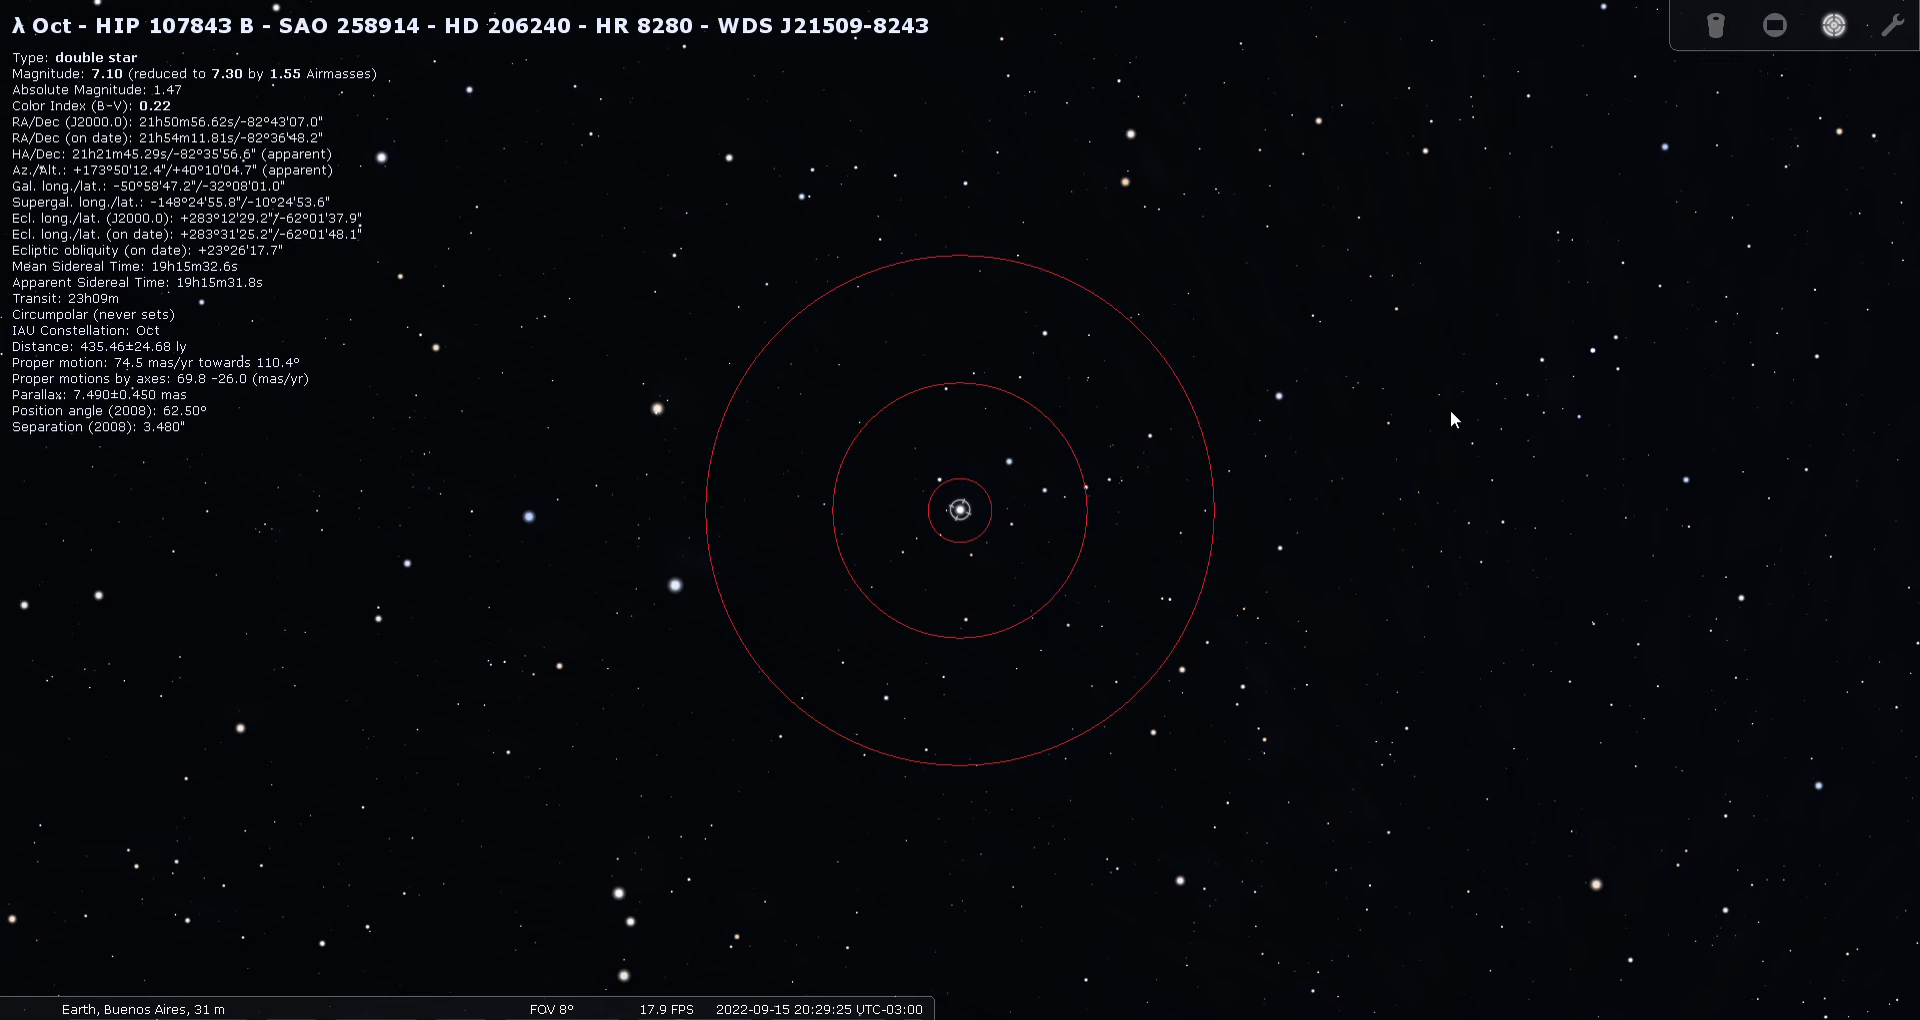 λ Oct - HIP 107843 B - SAO 258914 - HD 206240 - HR 8280 - WDS J21509-8243
Type: double star
Magnitude: 7.10 (reduced to 7.30 by 1.55 Airmasses)
Absolute Magnitude: 1.47
Color Index (B-V): 0.22
RA/Dec (J2000.0): 21h50m56.62s/-82°43'07.0"
RA/Dec (on date): 21h54m11.81s/-82°36'48.2"
HA/Dec: 21h21m45.29s/-82°35'56.6" (apparent)
Az./Alt.: +173°50'12.4"/+40°10'04.7" (apparent)
Gal. long./lat.: -50°58'47.2"/-32°08'01.0"
Supergal. long./lat.: -148°24'55.8"/-10°24'53.6"
Ecl. long./lat. (J2000.0): +283°12'29.2"/-62°01'37.9"
Ecl. long./lat. (on date): +283°31'25.2"/-62°01'48.1"
Ecliptic obliquity (on date): +23°26'17.7"
Mean Sidereal Time: 19h15m32.6s
Apparent Sidereal Time: 19h15m31.8s
Transit: 23h09m
Circumpolar (never sets)
IAU Constellation: Oct
Distance: 435.46±24.68 ly
Proper motion: 74.5 mas/yr towards 110.4°
Proper motions by axes: 69.8 -26.0 (mas/yr)
Parallax: 7.490±0.450 mas
Position angle (2008): 62.50°
Separation (2008): 3.480"
Earth, Buenos Aires, 31 m FOV 8° 17.9 FPS 2022-09-15 20:29:25 UTC-03:00